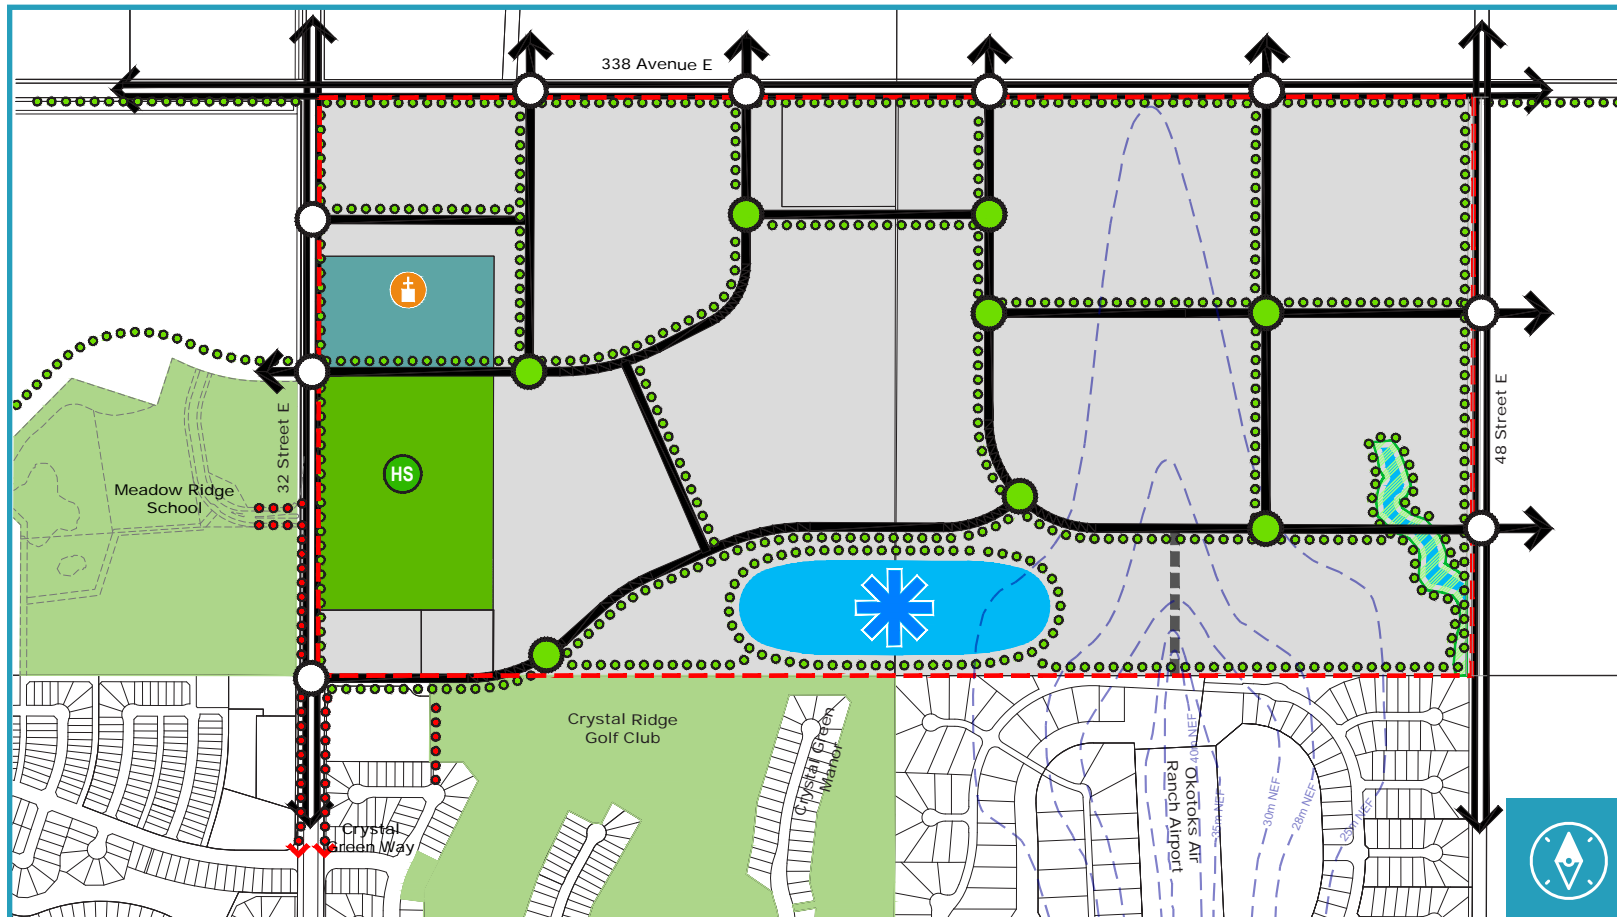 338 Avenue E
32 Street E
HS
48 Street E
Meadow Ridge
School
Crystal Ridge
Golf Club
Crystal Green
Manor
Crystal
Green Way
Okotoks Air
Ranch Airport
40m NEF
35m NEF
30m NEF
28m NEF
25m NEF